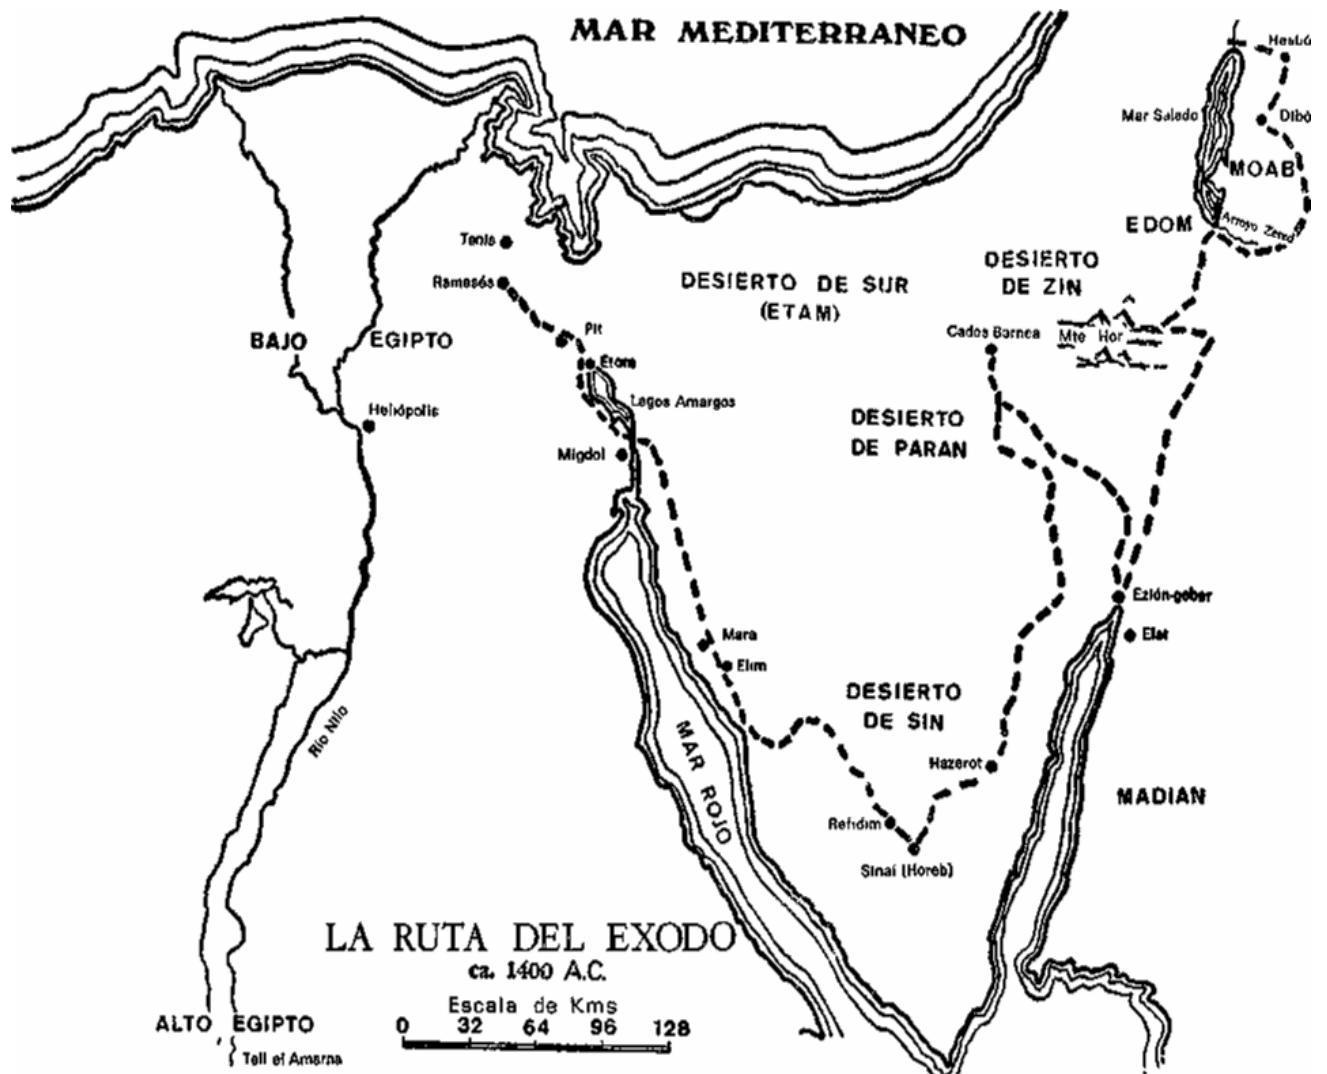 MAR MEDITERRANEO
Mar Salado
MOAB
Arroyo Zered
EDOM
Tanis
DESIERTO
DE ZIN
DESIERTO DE SUR
(ETAM)
Ramesés
Pit
BAJO EGIPTO
Cades Barnea
Mte Hor
Etam
Lagos Amargos
Heliópolis
DESIERTO
DE PARAN
Migdol
Ezión-geber
Elat
Mara
Elim
DESIERTO
DE SIN
Río Nilo
MAR ROJO
Hazerot
MADIAN
Refidim
Sinaí (Horeb)
LA RUTA DEL EXODO
ca. 1400 A.C.
Escala de Kms
0 32 64 96 128
ALTO EGIPTO
Tell el Amarna